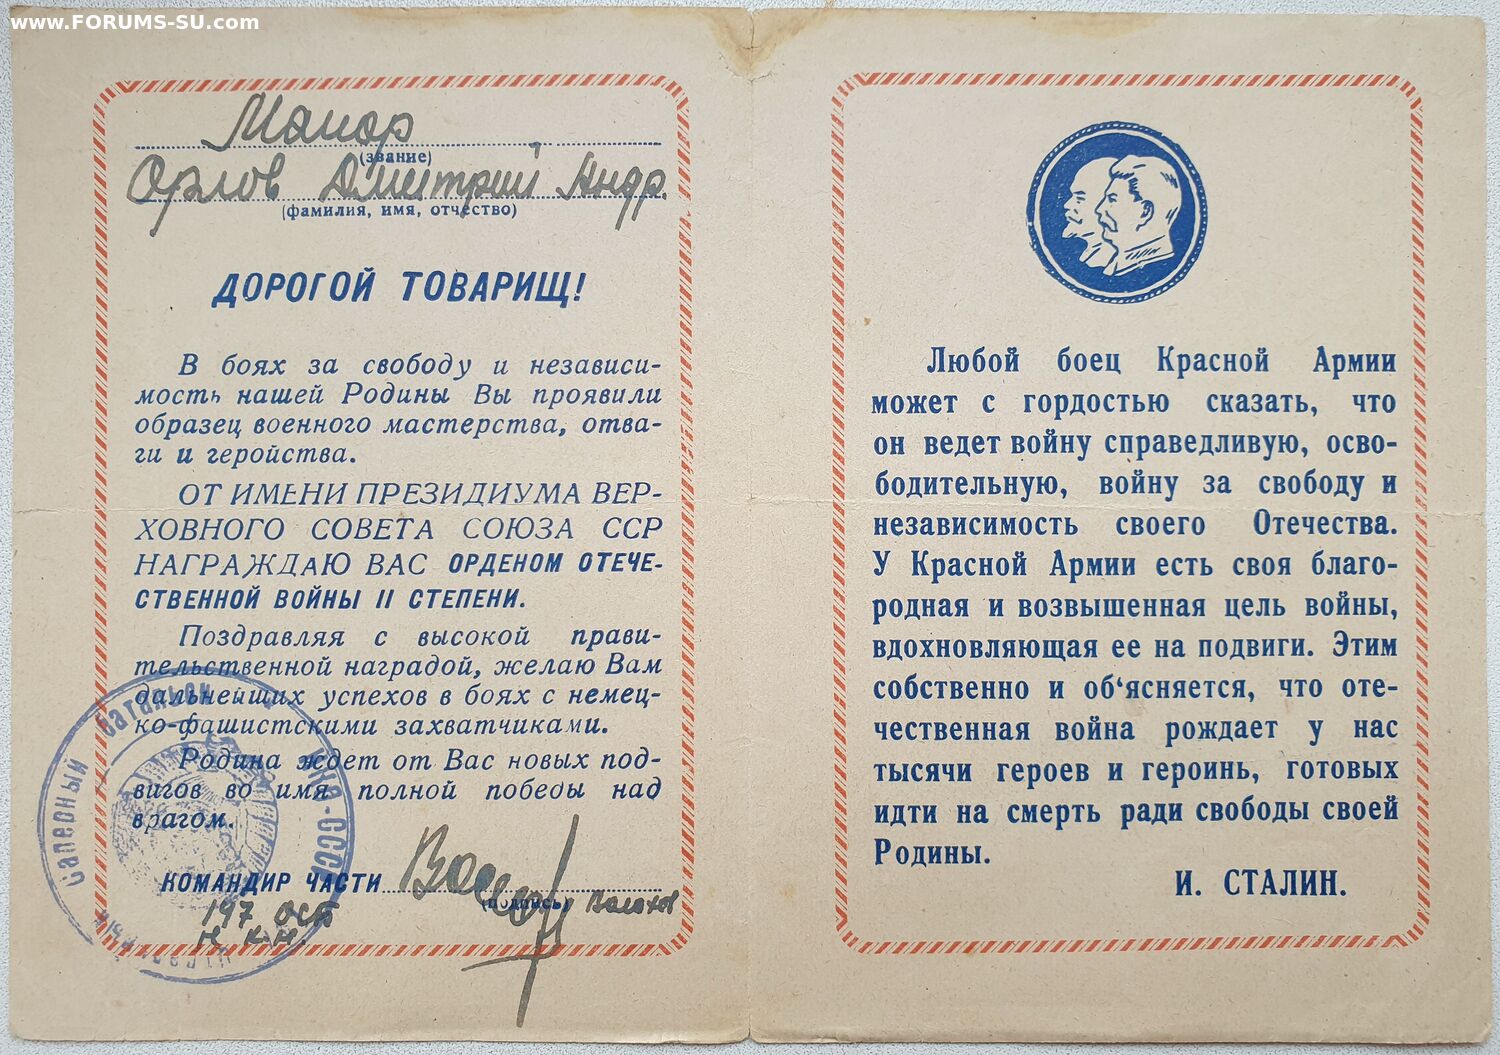 www.FORUMS-SU.com
Маиор
(звание)
Орлов Дмитрий Андр.
(фамилия, имя, отчество)
ДОРОГОЙ ТОВАРИЩ!
В боях за свободу и независи-
мость нашей Родины Вы проявили
образец военного мастерства, отва-
ги и геройства.
ОТ ИМЕНИ ПРЕЗИДИУМА ВЕР-
ХОВНОГО СОВЕТА СОЮЗА ССР
НАГРАЖДАЮ ВАС ОРДЕНОМ ОТЕЧЕ-
СТВЕННОЙ ВОЙНЫ II СТЕПЕНИ.
Поздравляя с высокой прави-
тельственной наградой, желаю Вам
дальнейших успехов в боях с немец-
ко-фашистскими захватчиками.
Родина ждет от Вас новых под-
вигов во имя полной победы над
врагом.
КОМАНДИР ЧАСТИ
(подпись)
197
Саперный батальон НКО-СССР
Любой боец Красной Армии
может с гордостью сказать, что
он ведет войну справедливую, осво-
бодительную, войну за свободу и
независимость своего Отечества.
У Красной Армии есть своя благо-
родная и возвышенная цель войны,
вдохновляющая ее на подвиги. Этим
собственно и об‘ясняется, что оте-
чественная война рождает у нас
тысячи героев и героинь, готовых
идти на смерть ради свободы своей
Родины.
И. СТАЛИН.